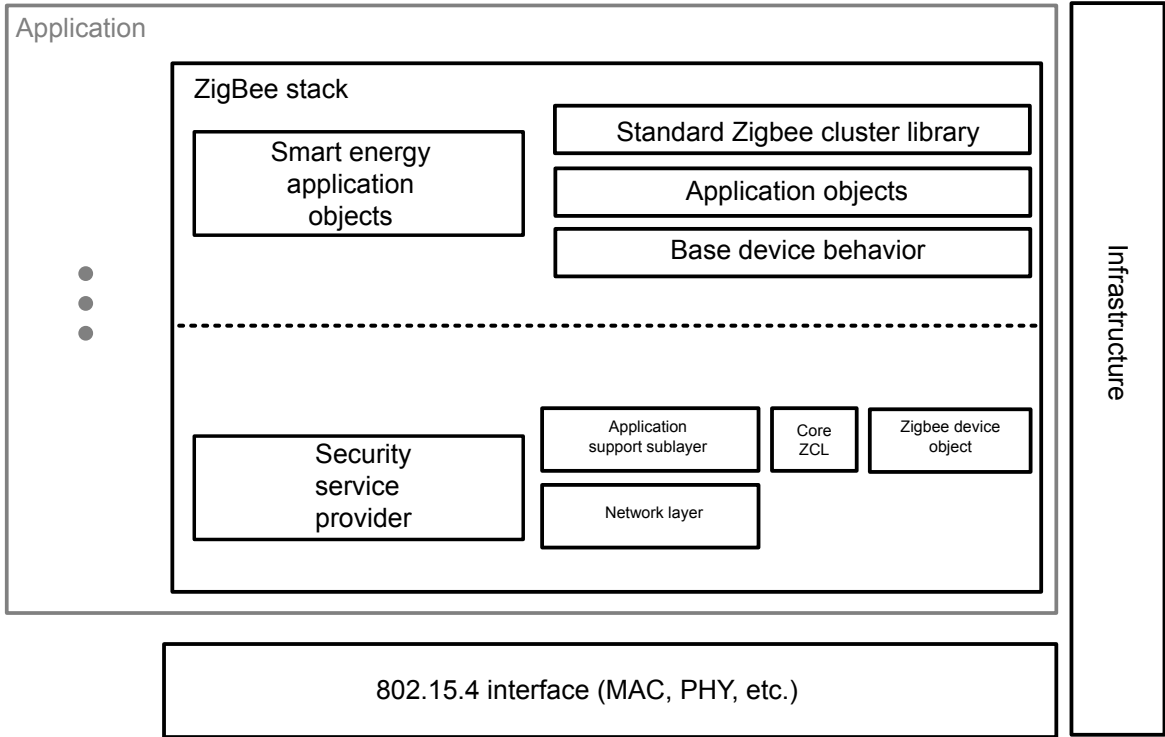 Application
ZigBee stack
Smart energy
application
objects
Standard Zigbee cluster library
Application objects
Base device behavior
Infrastructure
Security
service
provider
Application
support sublayer
Core
ZCL
Zigbee device
object
Network layer
802.15.4 interface (MAC, PHY, etc.)